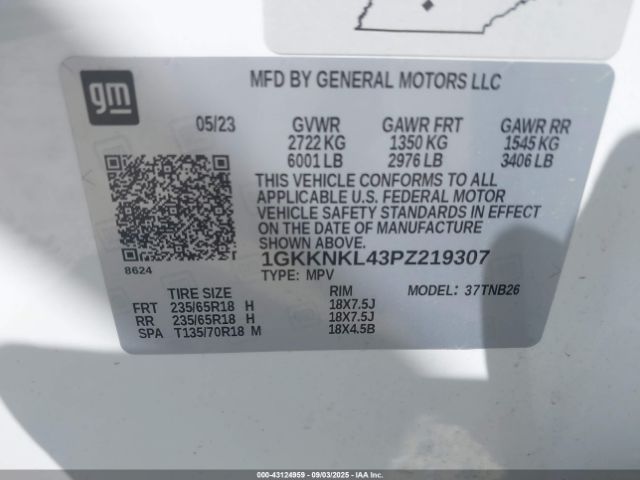 gm
MFD BY GENERAL MOTORS LLC
05/23 GVWR GAWR FRT GAWR RR
2722 KG 1350 KG 1545 KG
6001 LB 2976 LB 3406 LB
THIS VEHICLE CONFORMS TO ALL
APPLICABLE U.S. FEDERAL MOTOR
VEHICLE SAFETY STANDARDS IN EFFECT
ON THE DATE OF MANUFACTURE
SHOWN ABOVE.
8624
1GKKNKL43PZ219307
TYPE: MPV MODEL: 37TNB26
TIRE SIZE RIM
FRT 235/65R18 H 18X7.5J
RR 235/65R18 H 18X7.5J
SPA T135/70R18 M 18X4.5B
000-43124959 - 09/03/2025 - IAAI.com